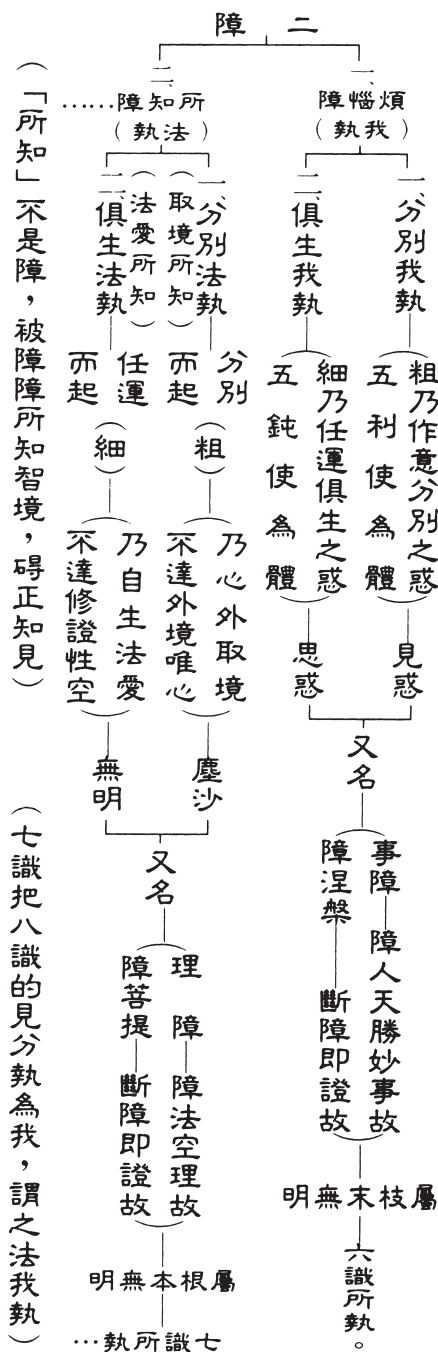 二障
一、煩惱障
（我執）
一、分別我執
粗乃作意分別之惑
五利使為體
見惑
二、俱生我執
細乃任運俱生之惑
五鈍使為體
思惑
又名
事障—障人天勝妙事故
障涅槃—斷障即證故
屬枝末無明
六識所執。
二、所知障……
（法執）
一、分別法執
（取境所知）
分別
而起
（粗）
乃心外取境
不達外境唯心
塵沙
（法愛所知）
二、俱生法執
任運
而起
（細）
乃自生法愛
不達修證性空
無明
又名
理障—障法空理故
障菩提—斷障即證故
屬根本無明
七識所執…
（「所知」不是障，被障障所知智境，碍正知見）
（七識把八識的見分執為我，謂之法我執）